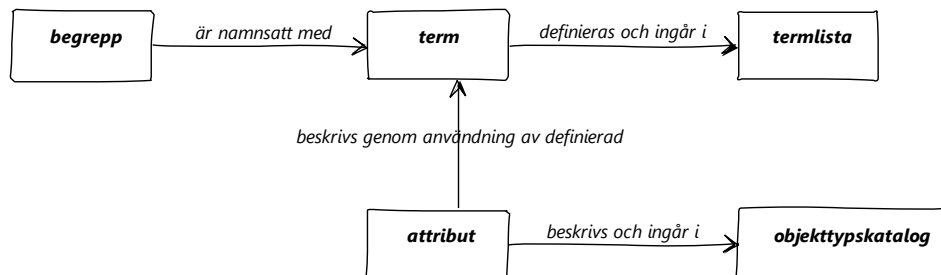 begrepp
är namnsatt med
term
definieras och ingår i
termlista
beskrivs genom användning av definierad
attribut
beskrivs och ingår i
objekttypskatalog